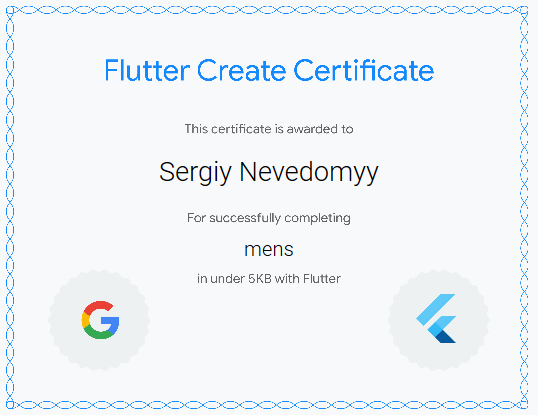 Flutter Create Certificate
This certificate is awarded to
Sergiy Nevedomyy
For successfully completing
mens
in under 5KB with Flutter